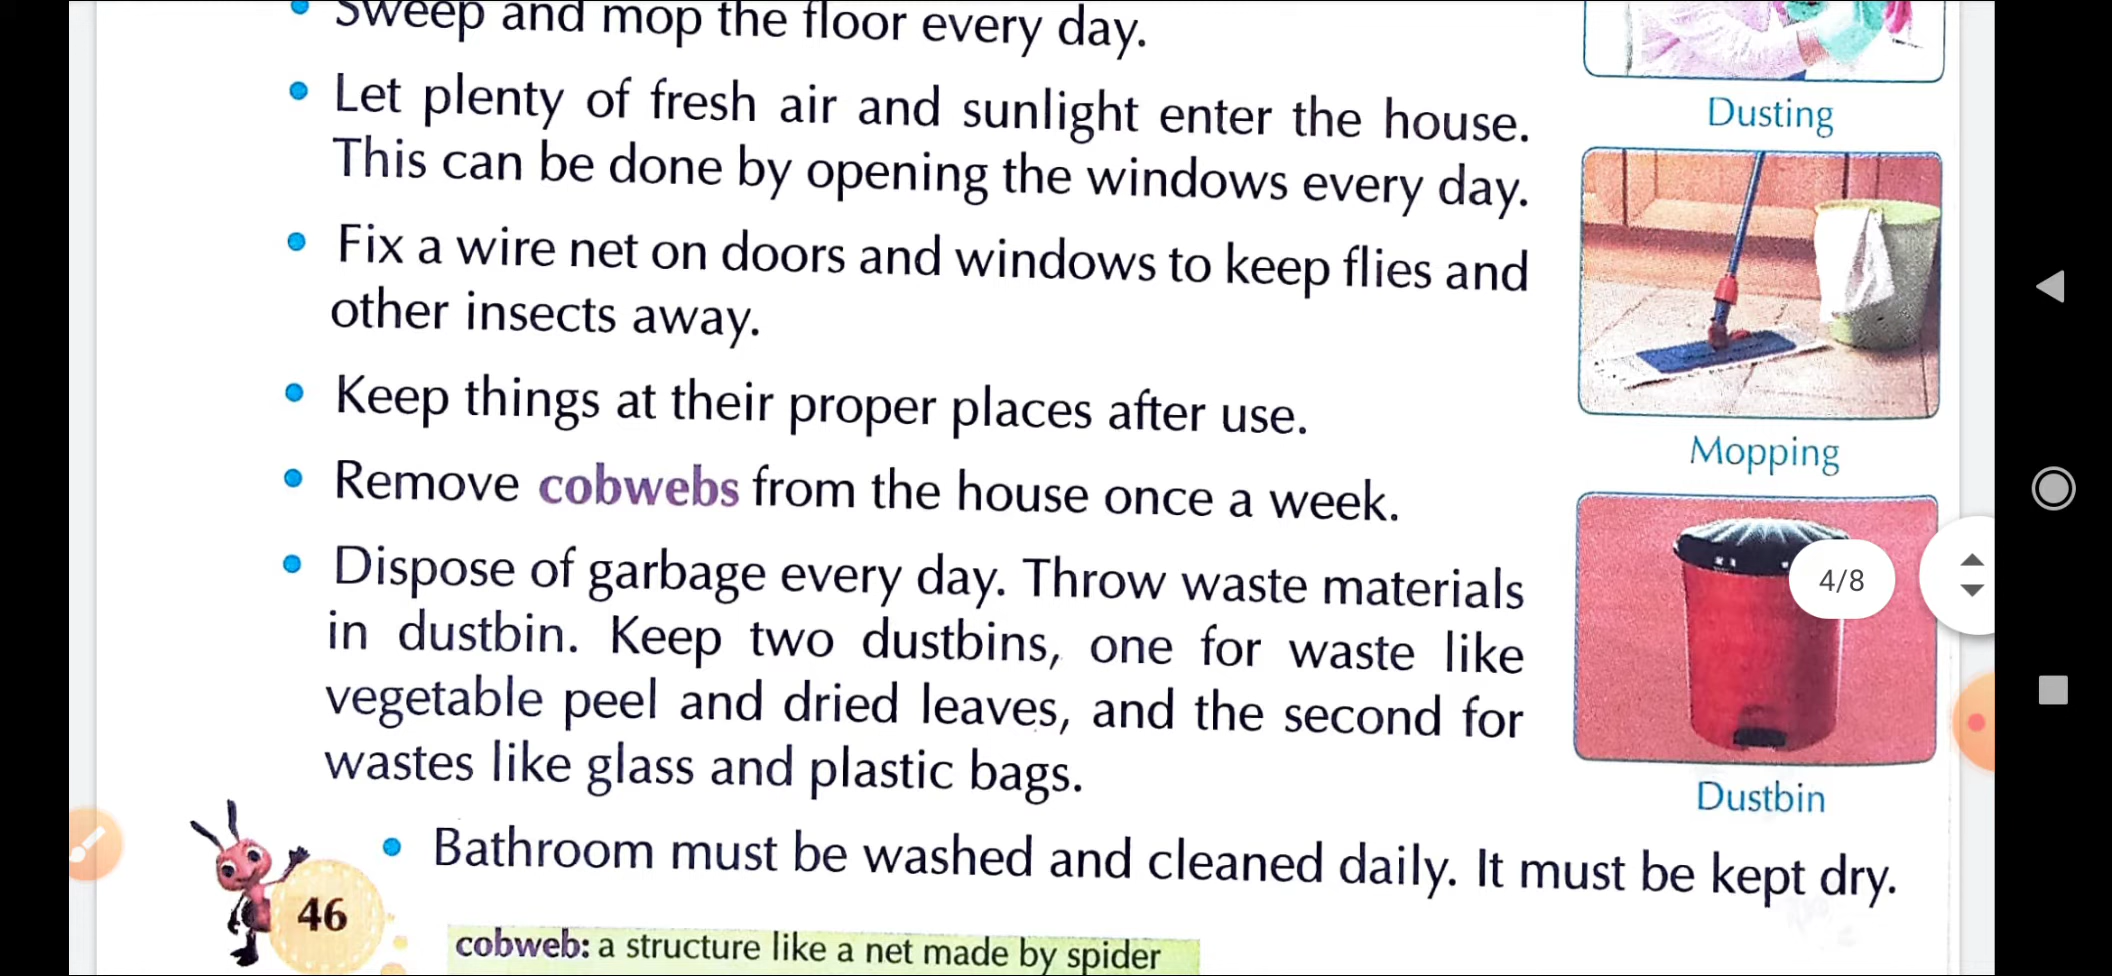 Sweep and mop the floor every day.
Let plenty of fresh air and sunlight enter the house.
This can be done by opening the windows every day.
Fix a wire net on doors and windows to keep flies and
other insects away.
Keep things at their proper places after use.
Remove cobwebs from the house once a week.
Dispose of garbage every day. Throw waste materials
in dustbin. Keep two dustbins, one for waste like
vegetable peel and dried leaves, and the second for
wastes like glass and plastic bags.
Bathroom must be washed and cleaned daily. It must be kept dry.
46
cobweb: a structure like a net made by spider
Dusting
Mopping
4/8
Dustbin